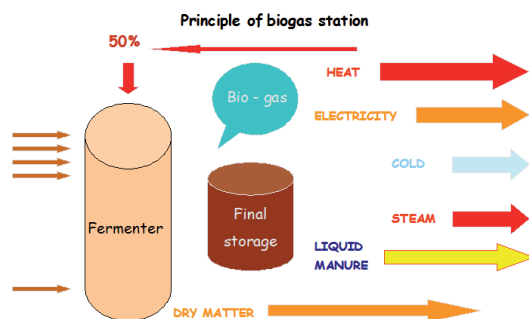 Principle of biogas station
50%
HEAT
Bio - gas
ELECTRICITY
COLD
Fermenter
Final
storage
STEAM
LIQUID
MANURE
DRY MATTER